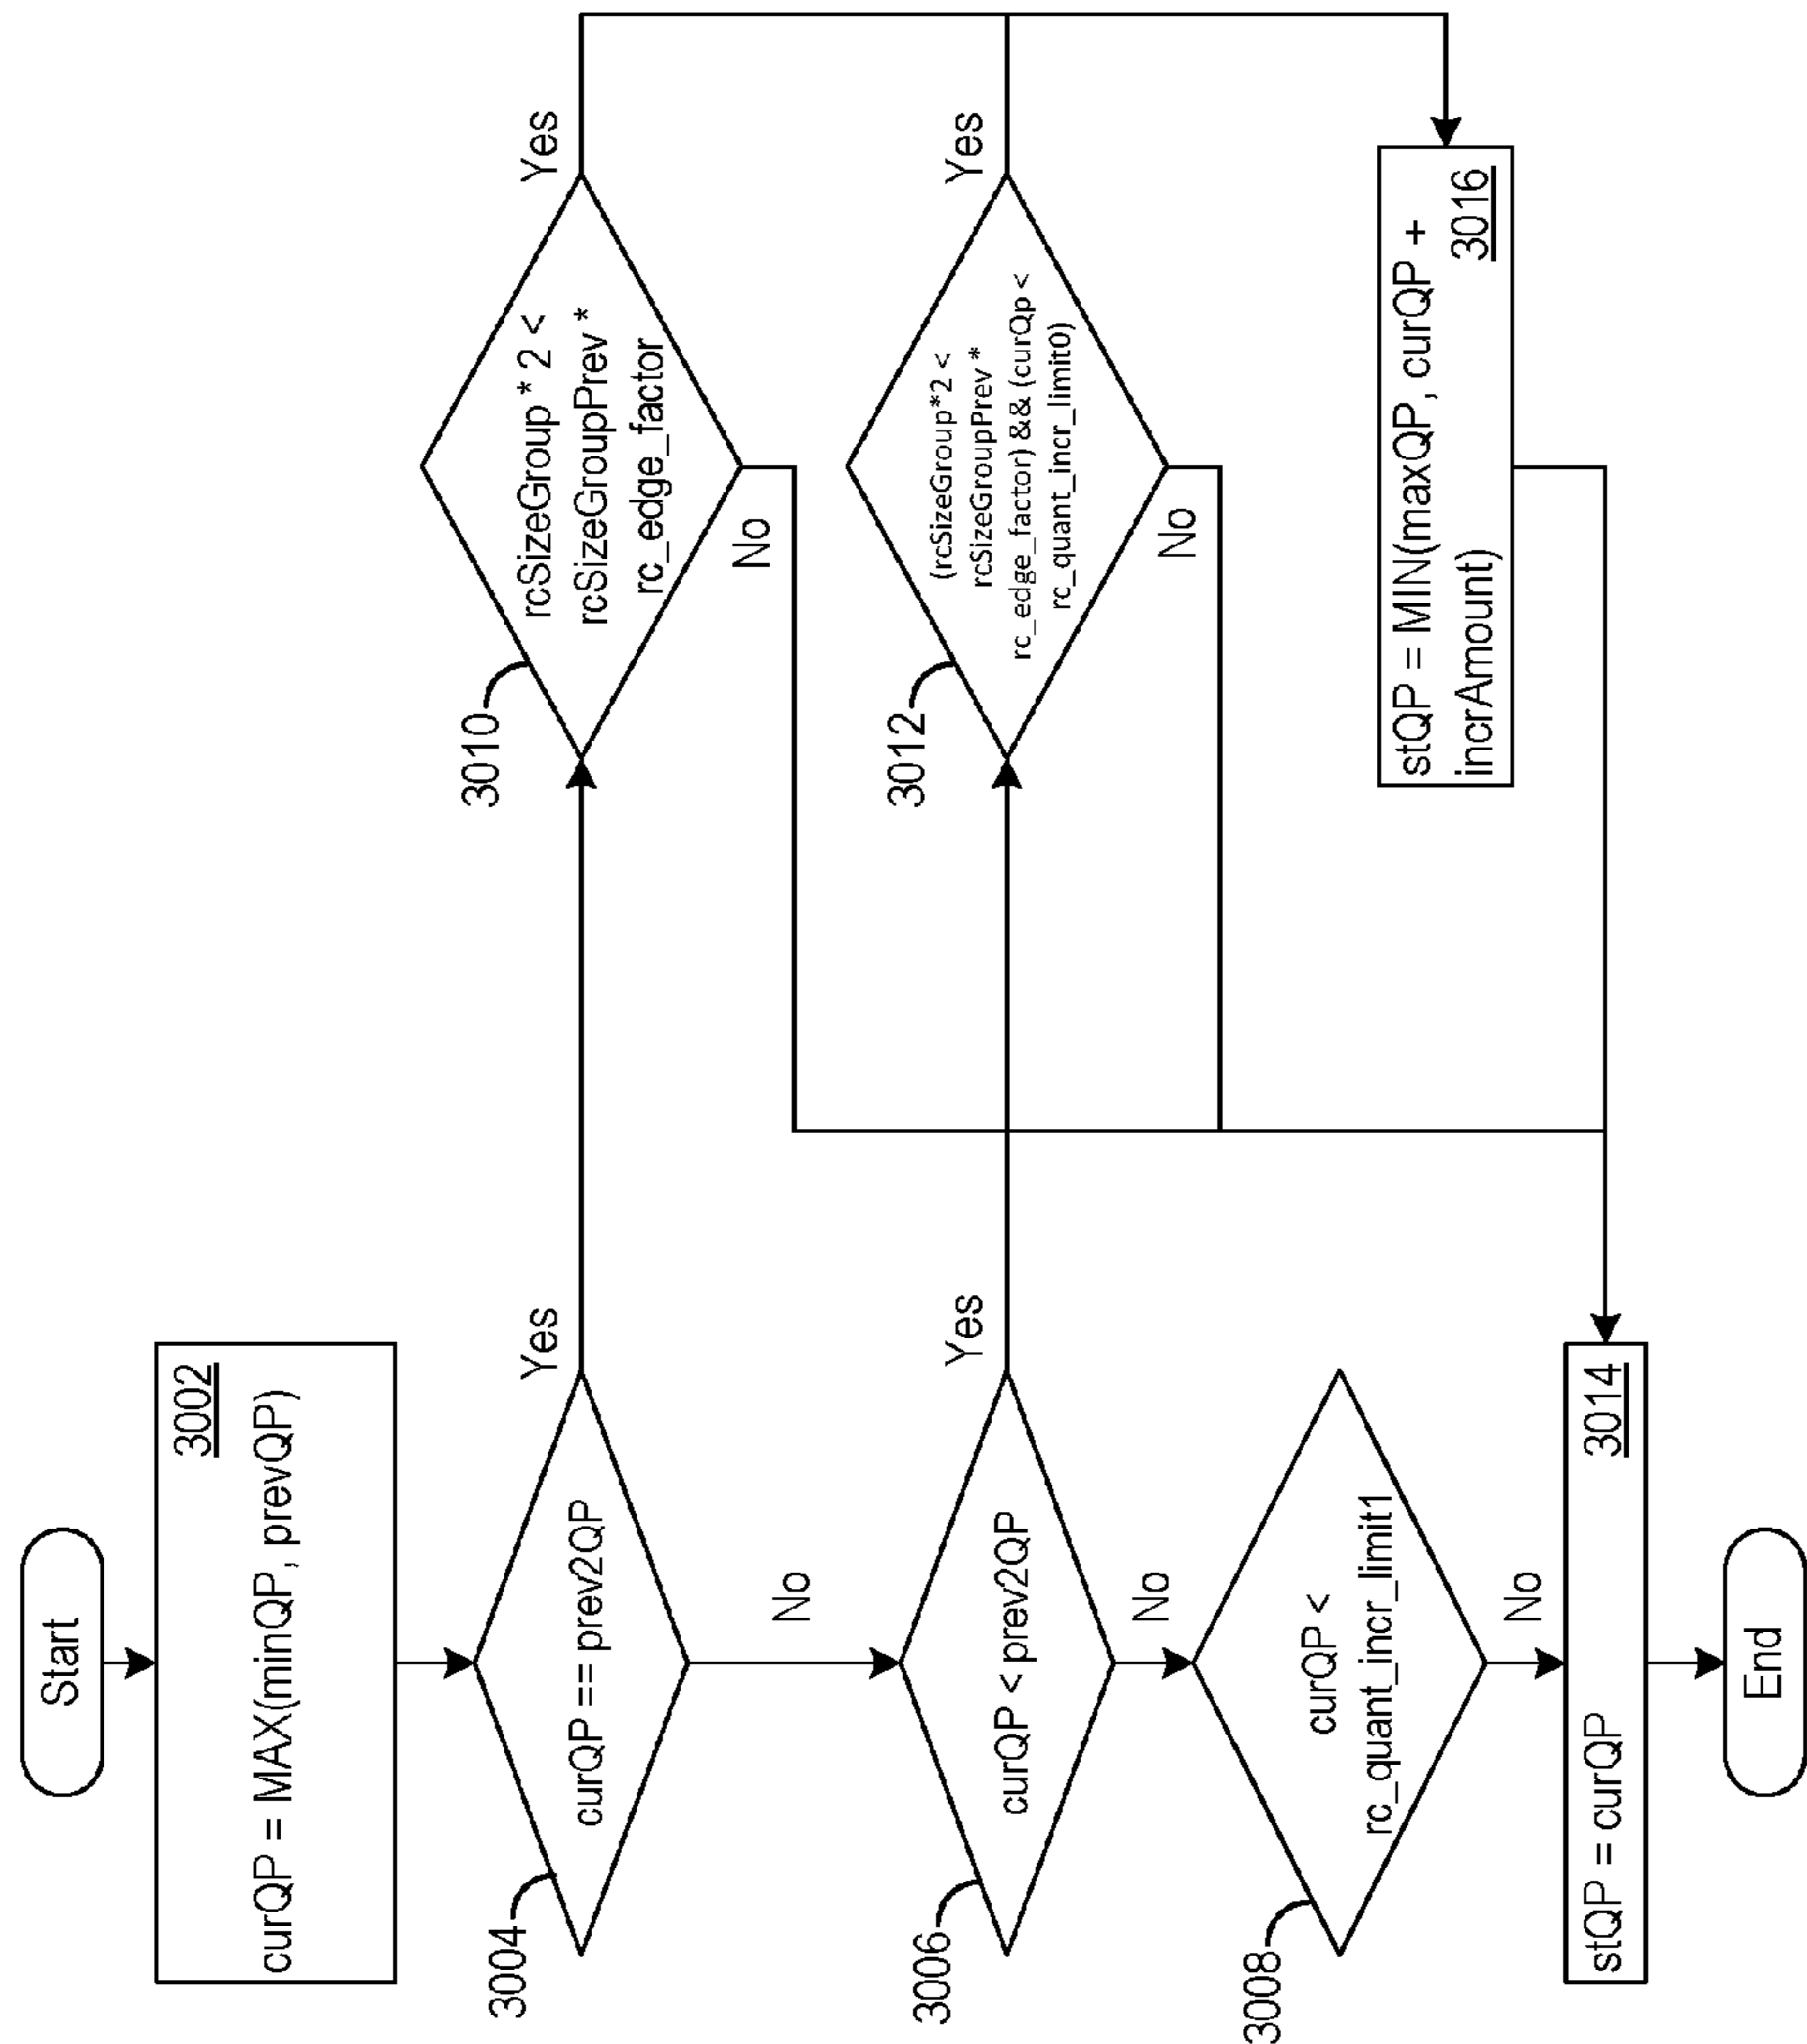 Start
3002
curQP = MAX(minQP, prevQP)
3004
curQP == prev2QP
Yes
No
3010
rcSizeGroup * 2 <
rcSizeGroupPrev *
rc_edge_factor
Yes
No
3006
curQP < prev2QP
Yes
No
3012
(rcSizeGroup*2 <
rcSizeGroupPrev *
rc_edge_factor) && (curQp <
rc_quant_incr_limit0)
Yes
No
3008
curQP <
rc_quant_incr_limit1
No
stQP = MIN(maxQP, curQP +
incrAmount)
3016
3014
stQP = curQP
End